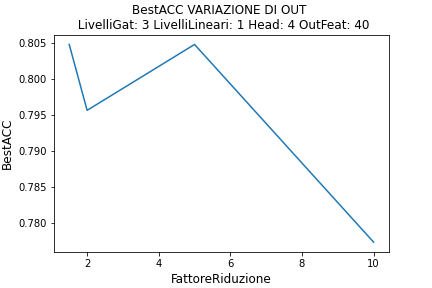 BestACC VARIAZIONE DI OUT
LivelliGat: 3 LivelliLineari: 1 Head: 4 OutFeat: 40
0.805
0.800
0.795
0.790
0.785
0.780
BestACC
2
4
6
8
10
FattoreRiduzione